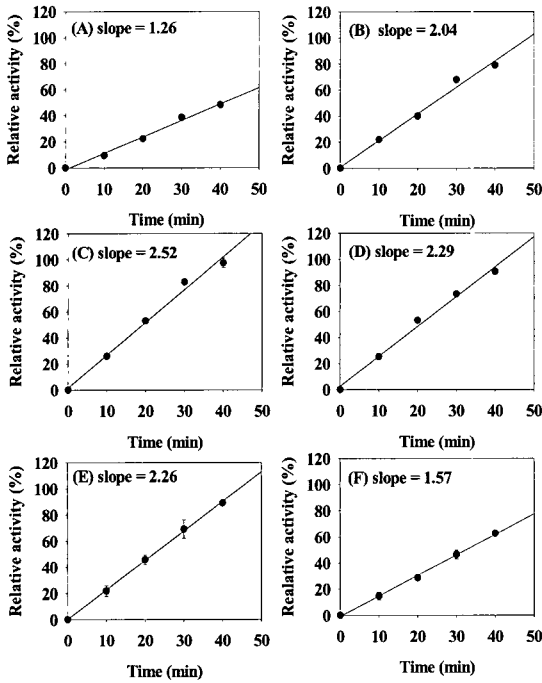 (A) slope = 1.26
Relative activity (%)
120
100
80
60
40
20
0
0 10 20 30 40 50
Time (min)
(B) slope = 2.04
Relative activity (%)
120
100
80
60
40
20
0
0 10 20 30 40 50
Time (min)
(C) slope = 2.52
Relative activity (%)
120
100
80
60
40
20
0
0 10 20 30 40 50
Time (min)
(D) slope = 2.29
Relative activity (%)
120
100
80
60
40
20
0
0 10 20 30 40 50
Time (min)
(E) slope = 2.26
Relative activity (%)
120
100
80
60
40
20
0
0 10 20 30 40 50
Time (min)
(F) slope = 1.57
Realative activity (%)
120
100
80
60
40
20
0
0 10 20 30 40 50
Time (min)